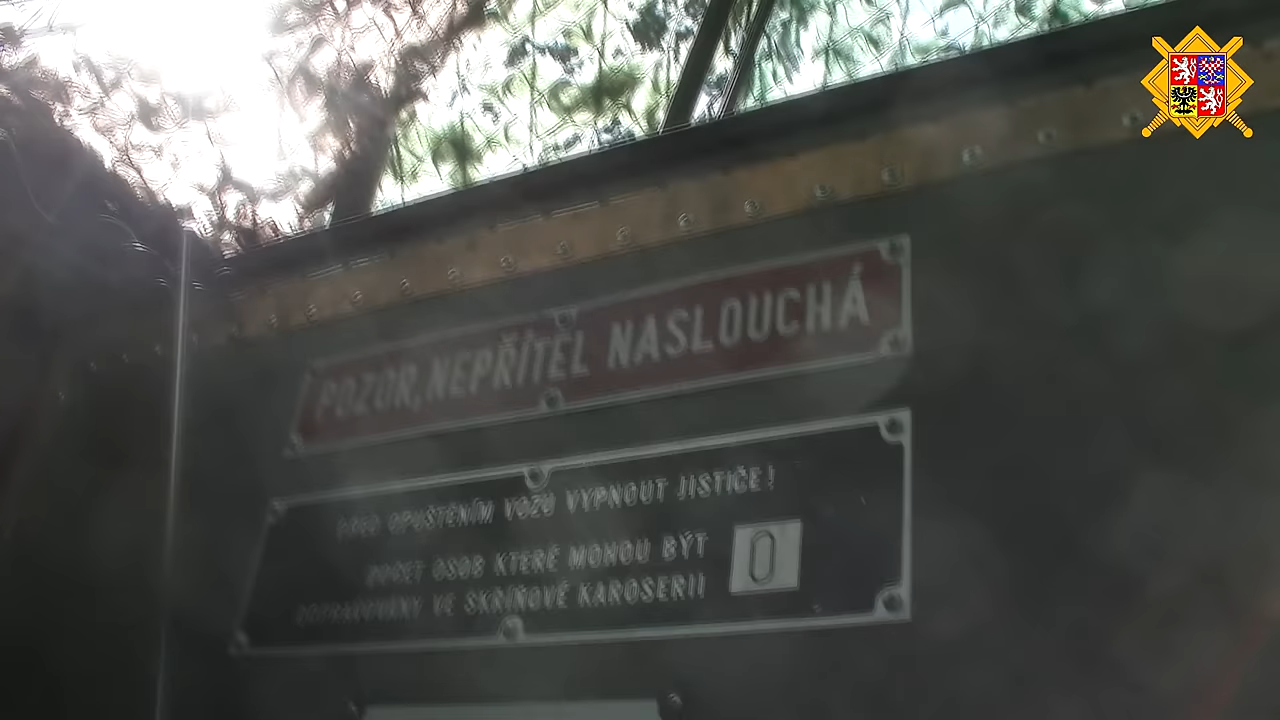 POZOR, NEPŘÍTEL NASLOUCHÁ
PŘED OPUŠTĚNÍM VOZU VYPNOUT JISTIČE!
POČET OSOB KTERÉ MOHOU BÝT
DOPRAVOVÁNY VE SKŘÍŇOVÉ KAROSERII
0